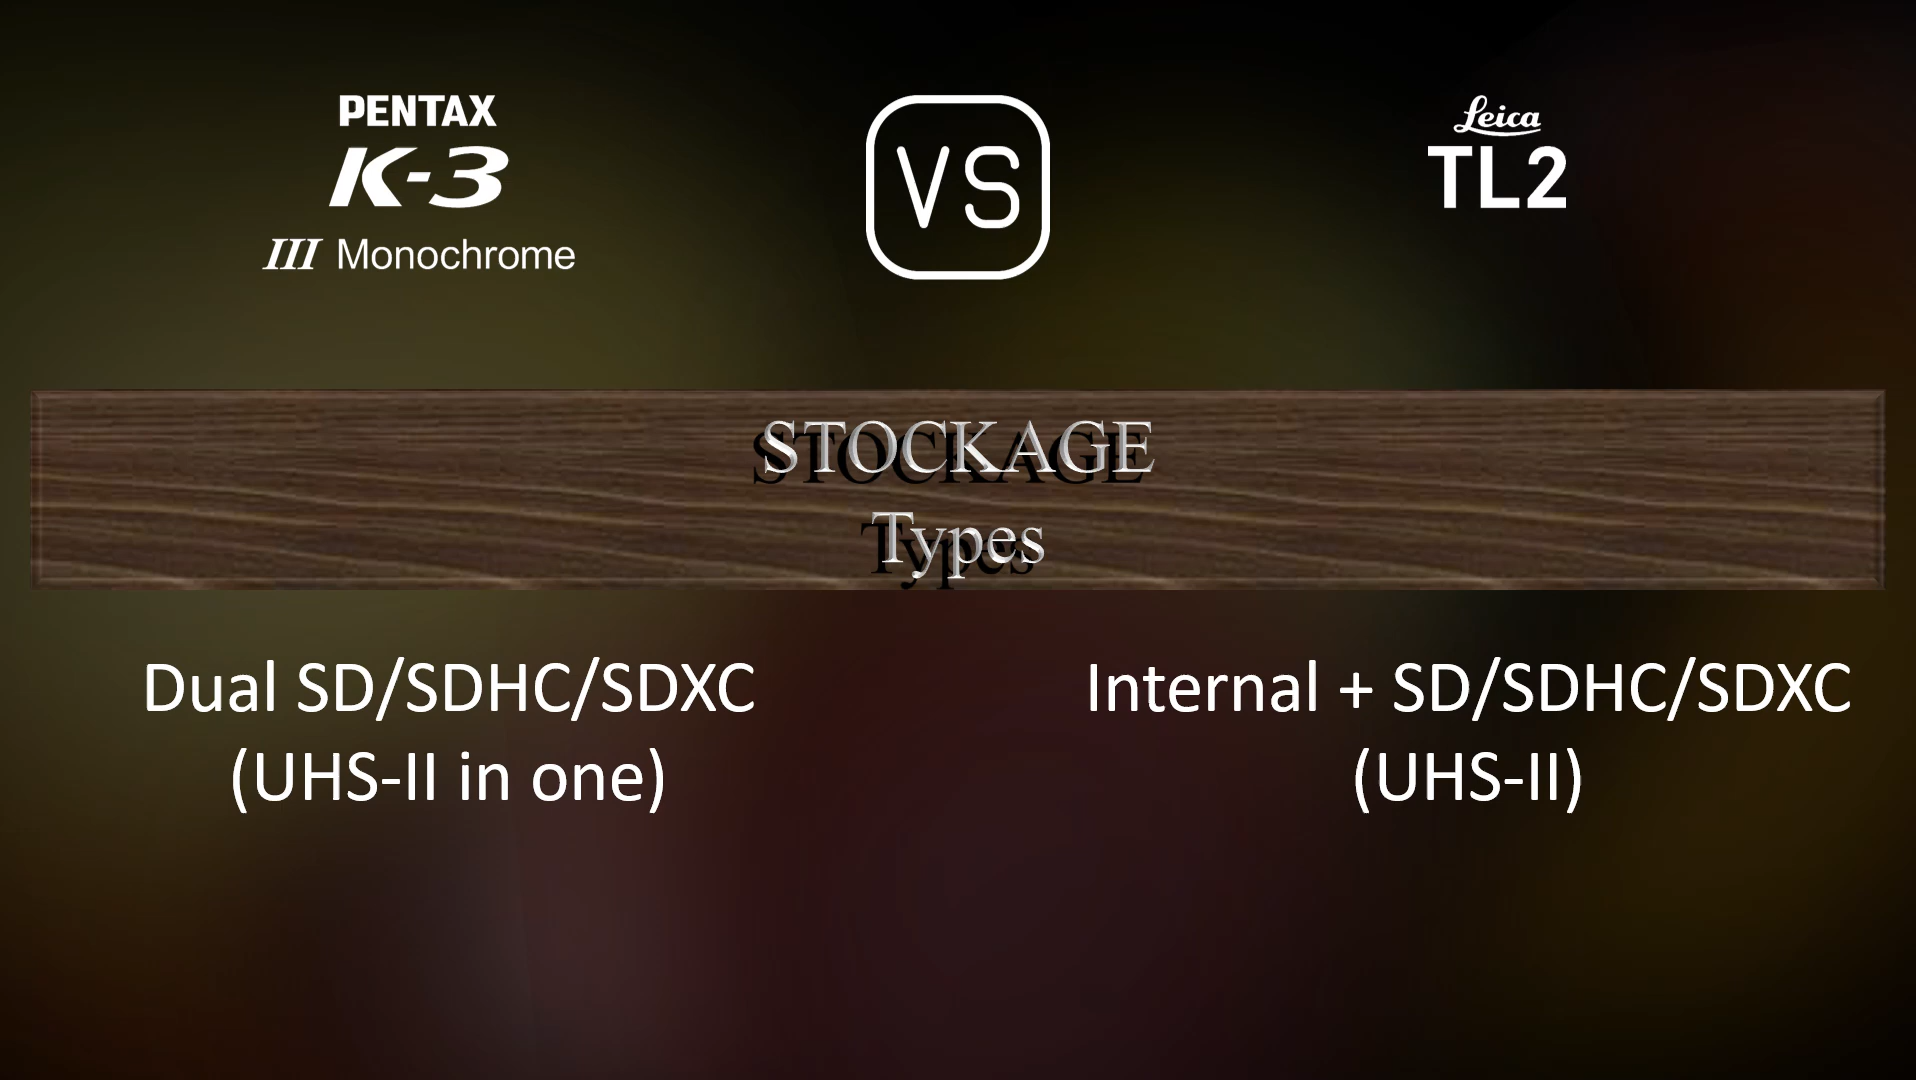 PENTAX
K-3
III Monochrome
VS
Leica
TL2
STOCKAGE
Types
Dual SD/SDHC/SDXC
(UHS-II in one)
Internal + SD/SDHC/SDXC
(UHS-II)